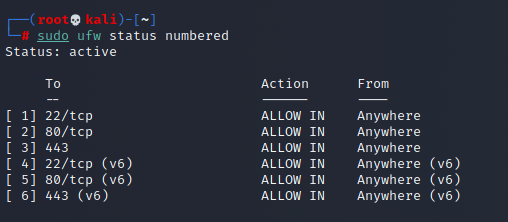 ┌──(root💀kali)-[~]
└─# sudo ufw status numbered
Status: active
To Action From
-- ------ ----
[ 1] 22/tcp ALLOW IN Anywhere
[ 2] 80/tcp ALLOW IN Anywhere
[ 3] 443 ALLOW IN Anywhere
[ 4] 22/tcp (v6) ALLOW IN Anywhere (v6)
[ 5] 80/tcp (v6) ALLOW IN Anywhere (v6)
[ 6] 443 (v6) ALLOW IN Anywhere (v6)